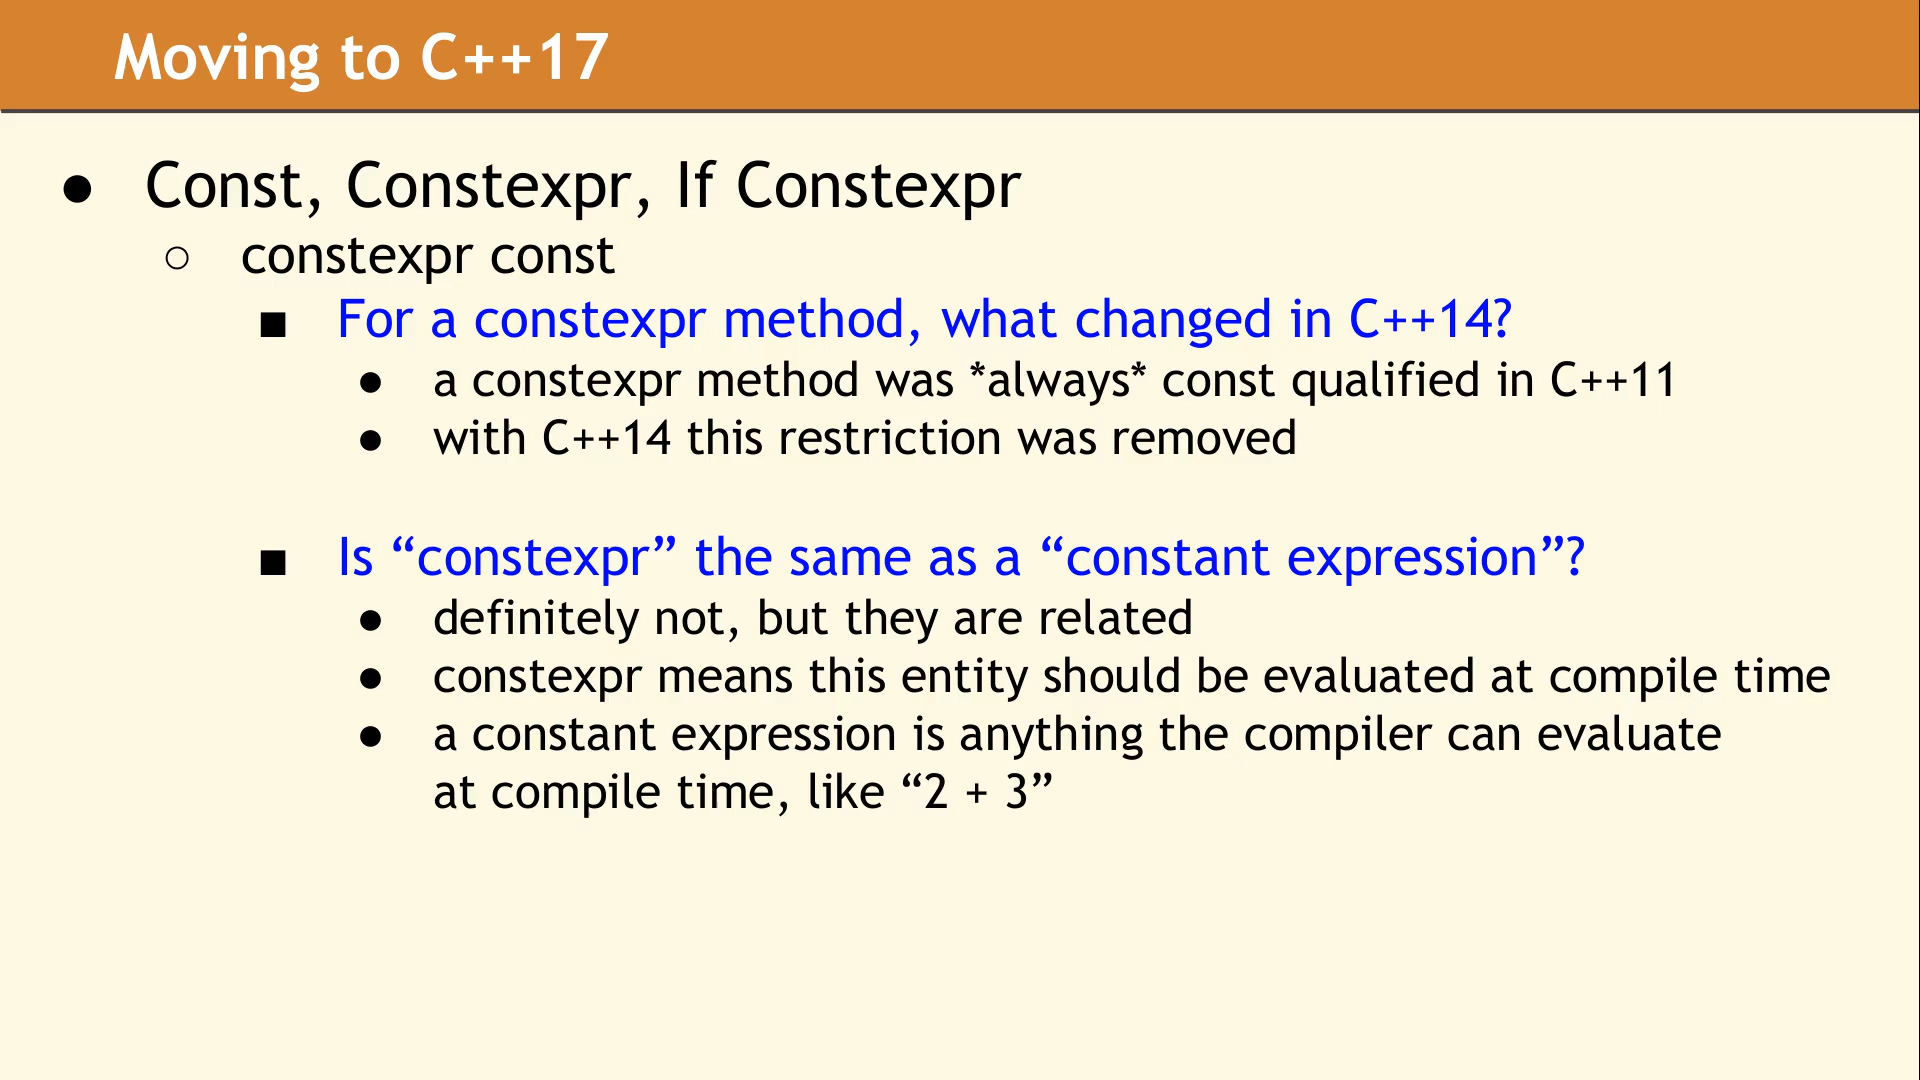 Moving to C++17
● Const, Constexpr, If Constexpr
○ constexpr const
■ For a constexpr method, what changed in C++14?
● a constexpr method was *always* const qualified in C++11
● with C++14 this restriction was removed
■ Is “constexpr” the same as a “constant expression”?
● definitely not, but they are related
● constexpr means this entity should be evaluated at compile time
● a constant expression is anything the compiler can evaluate
at compile time, like “2 + 3”